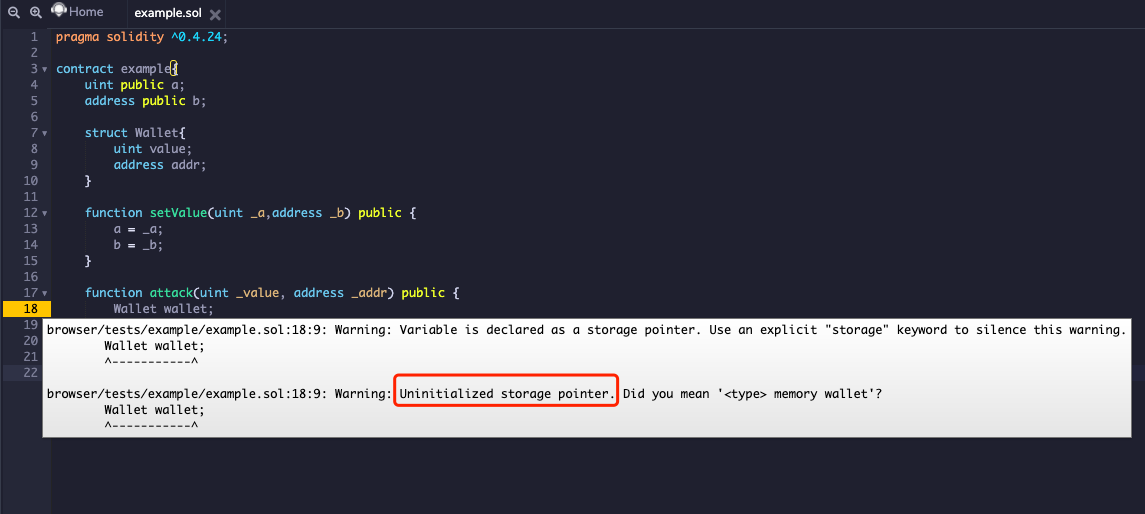 Home example.sol
1 pragma solidity ^0.4.24;
2
3 contract example{
4 uint public a;
5 address public b;
6
7 struct Wallet{
8 uint value;
9 address addr;
10 }
11
12 function setValue(uint _a,address _b) public {
13 a = _a;
14 b = _b;
15 }
16
17 function attack(uint _value, address _addr) public {
18 Wallet wallet;
19 browser/tests/example/example.sol:18:9: Warning: Variable is declared as a storage pointer. Use an explicit "storage" keyword to silence this warning.
20 Wallet wallet;
21 ^-----------^
22
browser/tests/example/example.sol:18:9: Warning: Uninitialized storage pointer. Did you mean '<type> memory wallet'?
Wallet wallet;
^-----------^